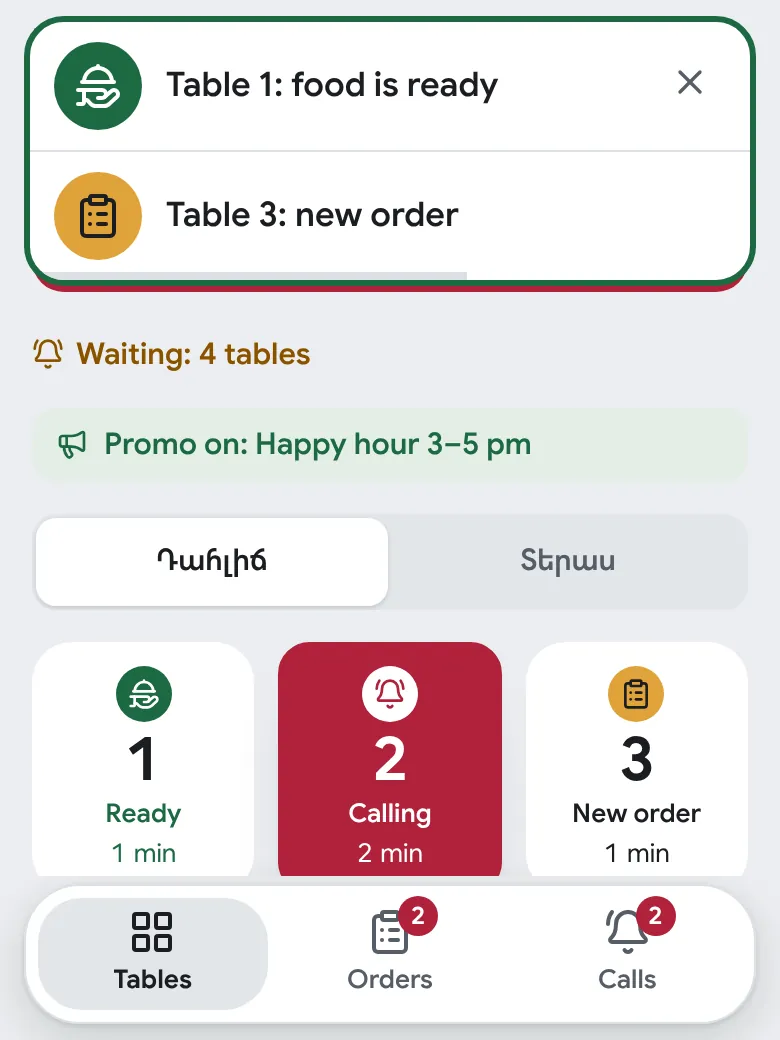 Table 1: food is ready
Table 3: new order
Waiting: 4 tables
Promo on: Happy hour 3–5 pm
Դահլիճ
Տերաս
1
Ready
1 min
2
Calling
2 min
3
New order
1 min
Tables
2
Orders
2
Calls